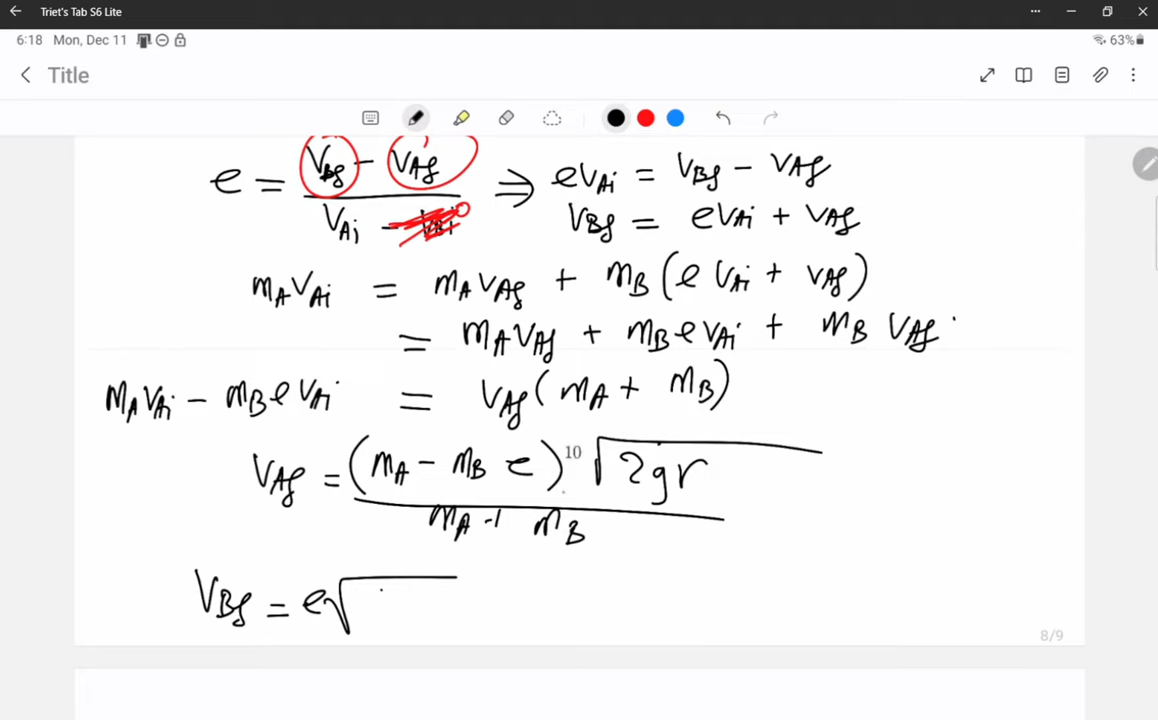 Triet's Tab S6 Lite
6:18 Mon, Dec 11 63%
Title
e = (VBf - VAf) / (VAi - VBi) ⇒ eVAi = VBf - VAf
VBf = eVAi + VAf
mAVAi = mAVAf + mB(eVAi + VAf)
= mAVAf + mBeVAi + mBVAf
mAVAi - mBeVAi = VAf(mA + mB)
VAf = (mA - mBe) 10 √2gr / mA + mB
VBf = e√
8/9